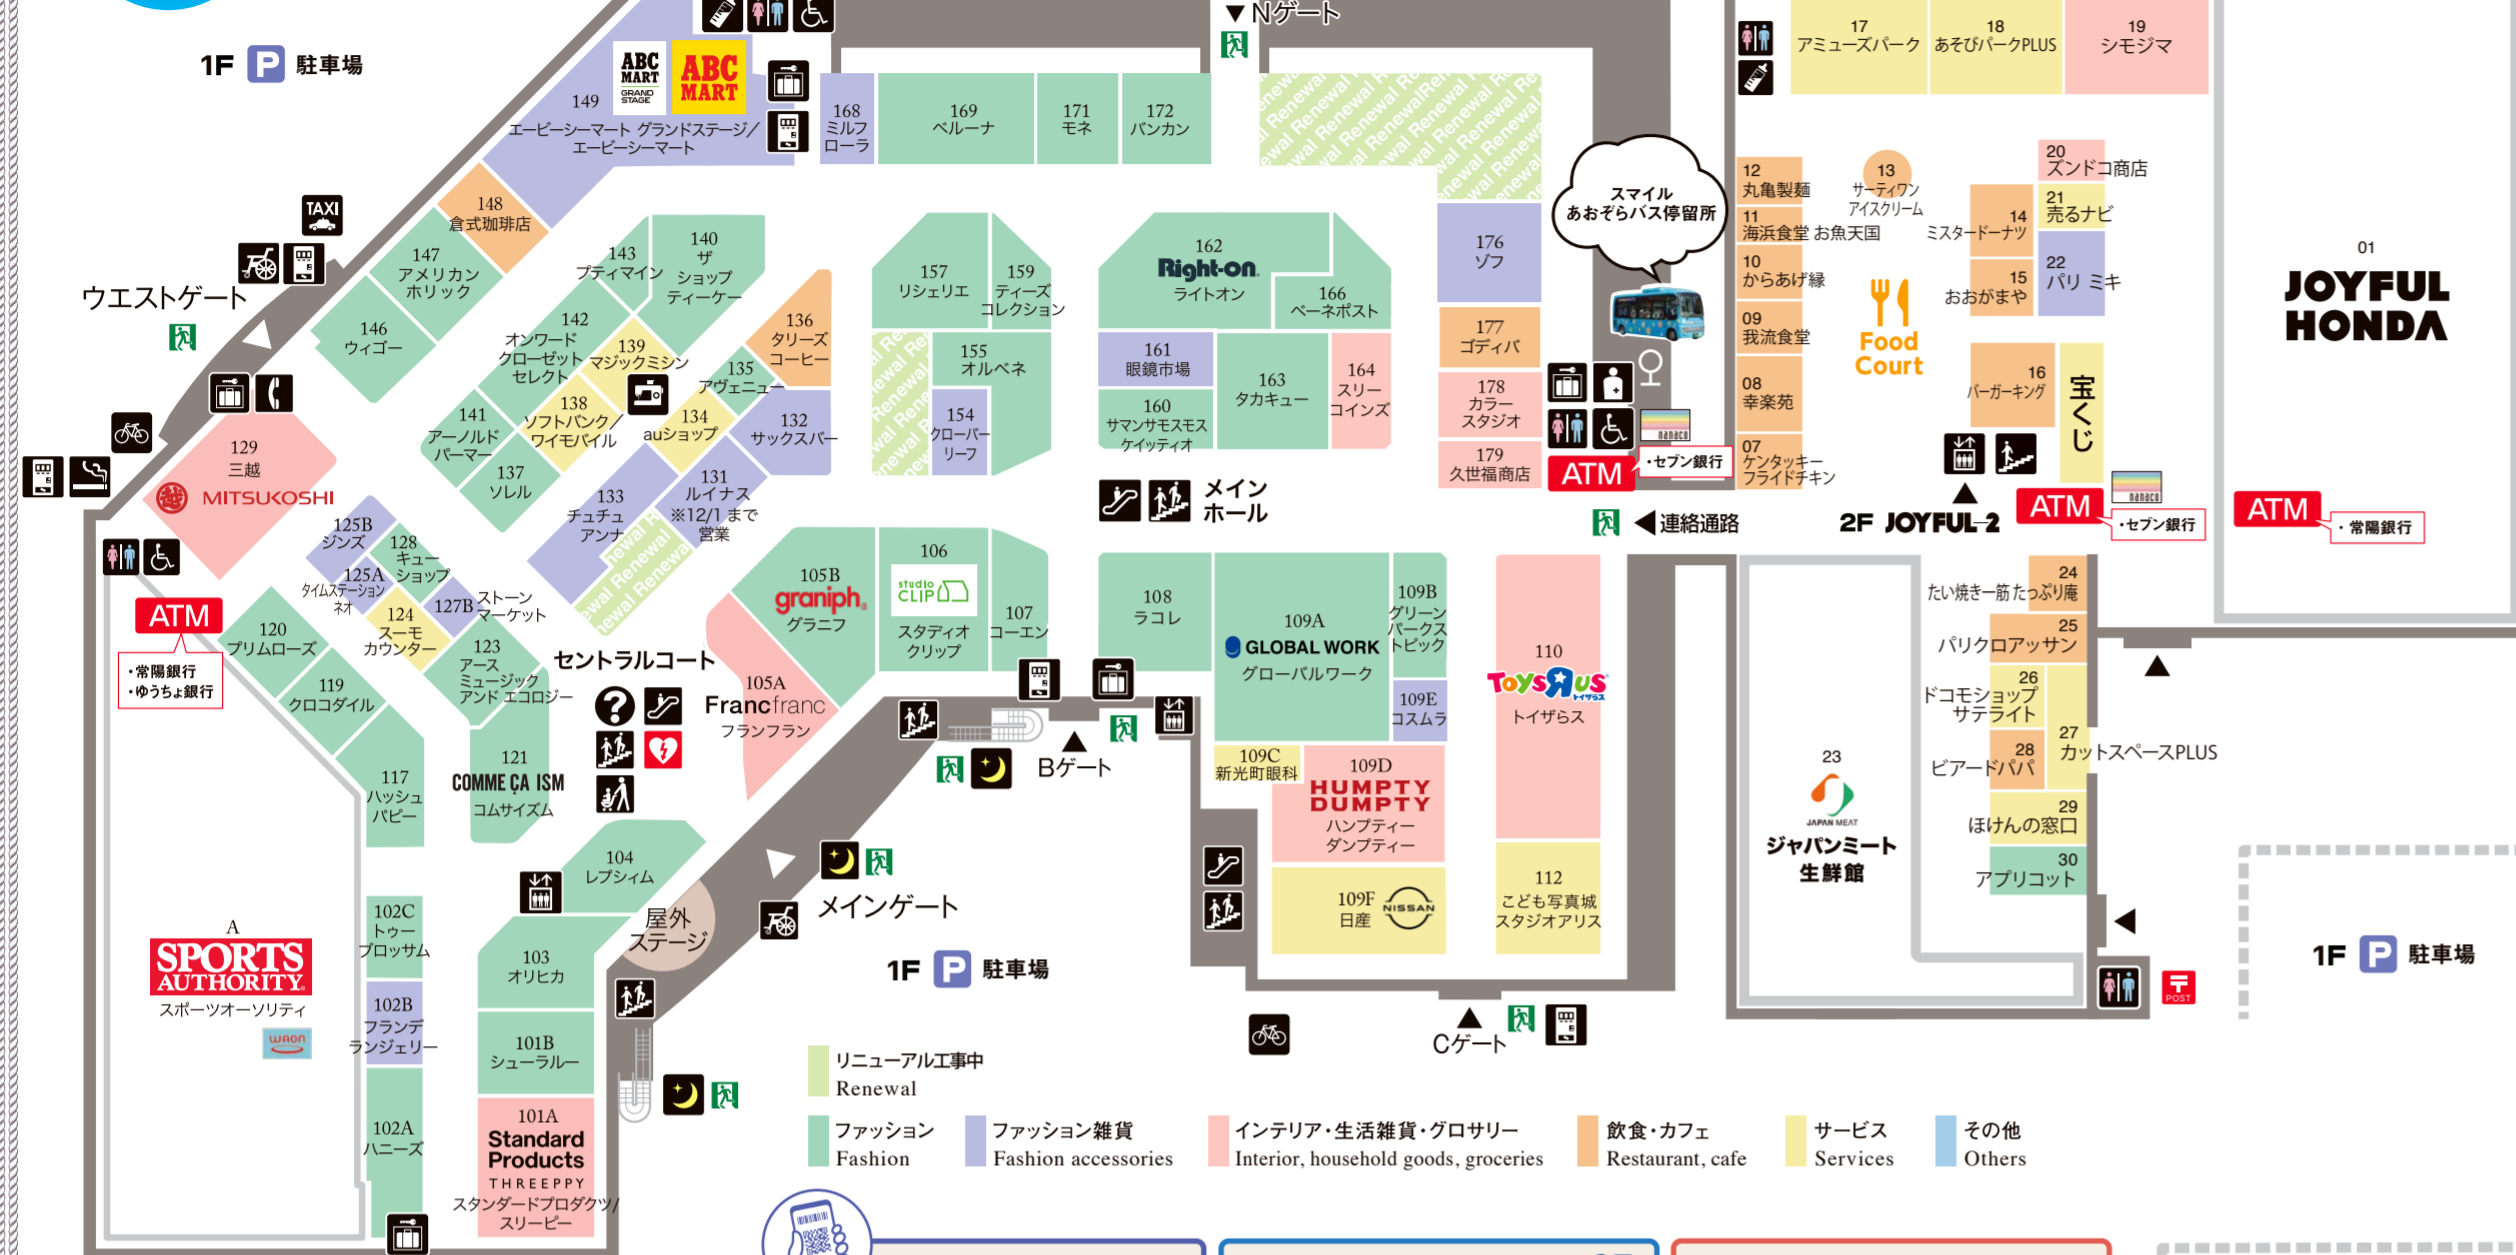 1F P 駐車場
149
ABC
MART
GRAND
STAGE
ABC
MART
エービーシーマート グランドステージ／
エービーシーマート
▼Nゲート
168
ミルフ
ローラ
169
ベルーナ
171
モネ
172
バンカン
Renewal Renewal Renewal
17
アミューズパーク
18
あそびパークPLUS
19
シモジマ
TAXI
ウエストゲート
148
倉式珈琲店
147
アメリカン
ホリック
146
ウィゴー
143
プティマイン
140
ザ
ショップ
ティーケー
142
オンワード
クローゼット
セレクト
139
マジックミシン
136
タリーズ
コーヒー
135
アヴェニュー
141
アーノルド
パーマー
138
ソフトバンク／
ワイモバイル
134
auショップ
132
サックスバー
137
ソレル
133
チュチュ
アンナ
131
ルイナス
※12/1 まで
営業
Renewal Renewal
157
リシェリエ
159
ティーズ
コレクション
155
オルベネ
154
クローバー
リーフ
Renewal
162
Right-on.
ライトオン
166
ベーネポスト
161
眼鏡市場
160
サマンサモスモス
ケイッティオ
163
タカキュー
164
スリー
コインズ
176
ゾフ
177
ゴディバ
178
カラー
スタジオ
179
久世福商店
スマイル
あおぞらバス停留所
nanaco
ATM
・セブン銀行
12
丸亀製麺
11
海浜食堂 お魚天国
10
からあげ縁
09
我流食堂
08
幸楽苑
07
ケンタッキー
フライドチキン
13
サーティワン
アイスクリーム
Food
Court
14
ミスタードーナツ
15
おおがまや
16
バーガーキング
20
ズンドコ商店
21
売るナビ
22
パリ ミキ
宝くじ
01
JOYFUL
HONDA
2F JOYFUL-2
ATM
nanaco
・セブン銀行
ATM
・常陽銀行
129
三越
MITSUKOSHI
125B
ジンズ
128
キュー
ショップ
125A
タイムステーション
ネオ
127B
ストーン
マーケット
124
スーモ
カウンター
123
アース
ミュージック
アンド エコロジー
ATM
・常陽銀行
・ゆうちょ銀行
120
プリムローズ
119
クロコダイル
117
ハッシュ
パピー
121
COMME ÇA ISM
コムサイズム
セントラルコート
?
メイン
ホール
◀連絡通路
105B
graniph
グラニフ
105A
Francfranc
フランフラン
106
studio
CLIP
スタディオ
クリップ
107
コーエン
108
ラコレ
109A
GLOBAL WORK
グローバルワーク
109B
グリーン
パークス
トピック
109E
コスムラ
109C
新光町眼科
109D
HUMPTY
DUMPTY
ハンプティー
ダンプティー
109F
日産
NISSAN
110
ToysЯus
トイザらス
トイザらス
112
こども写真城
スタジオアリス
23
JAPAN MEAT
ジャパンミート
生鮮館
24
たい焼き一筋 たっぷり庵
25
パリクロアッサン
26
ドコモショップ
サテライト
27
カットスペースPLUS
28
ビアードパパ
29
ほけんの窓口
30
アプリコット
POST
1F P 駐車場
Bゲート
メインゲート
1F P 駐車場
Cゲート
104
レプシィム
屋外
ステージ
103
オリヒカ
101B
シューラルー
101A
Standard
Products
THREEPPY
スタンダードプロダクツ/
スリーピー
A
SPORTS
AUTHORITY
スポーツオーソリティ
WAON
102C
トゥー
ブロッサム
102B
フランデ
ランジェリー
102A
ハニーズ
リニューアル工事中
Renewal
ファッション
Fashion
ファッション雑貨
Fashion accessories
インテリア・生活雑貨・グロサリー
Interior, household goods, groceries
飲食・カフェ
Restaurant, cafe
サービス
Services
その他
Others